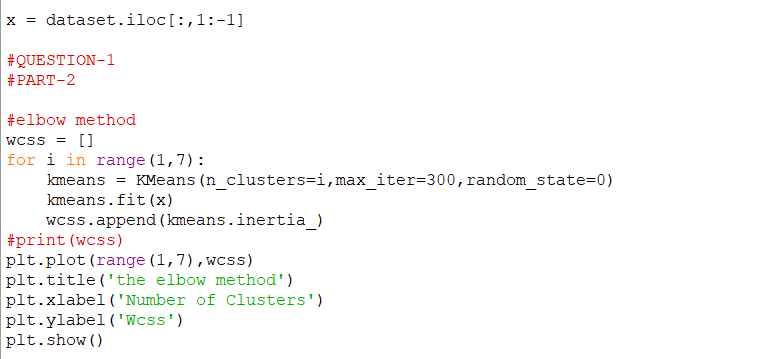 x = dataset.iloc[:,1:-1]
#QUESTION-1
#PART-2
#elbow method
wcss = []
for i in range(1,7):
    kmeans = KMeans(n_clusters=i,max_iter=300,random_state=0)
    kmeans.fit(x)
    wcss.append(kmeans.inertia_)
#print(wcss)
plt.plot(range(1,7),wcss)
plt.title('the elbow method')
plt.xlabel('Number of Clusters')
plt.ylabel('Wcss')
plt.show()